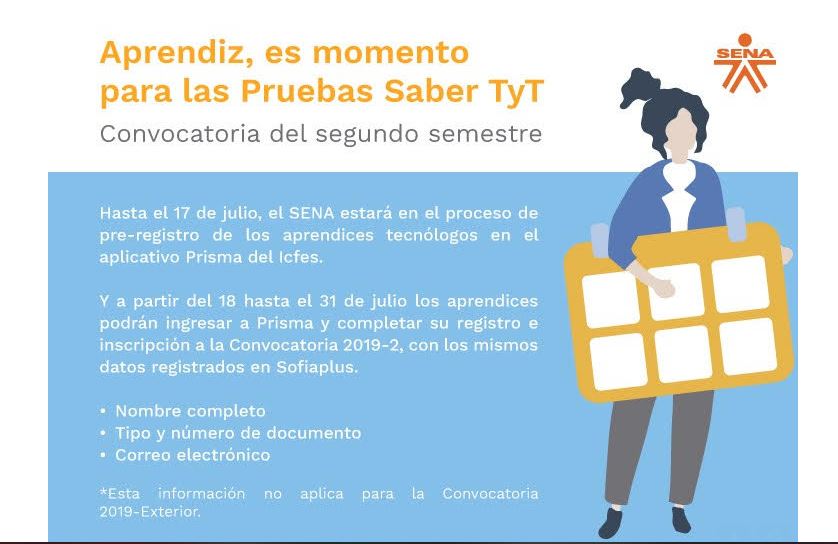 Aprendiz, es momento
para las Pruebas Saber TyT
SENA
Convocatoria del segundo semestre
Hasta el 17 de julio, el SENA estará en el proceso de
pre-registro de los aprendices tecnólogos en el
aplicativo Prisma del Icfes.
Y a partir del 18 hasta el 31 de julio los aprendices
podrán ingresar a Prisma y completar su registro e
inscripción a la Convocatoria 2019-2, con los mismos
datos registrados en Sofiaplus.
• Nombre completo
• Tipo y número de documento
• Correo electrónico
*Esta información no aplica para la Convocatoria
2019-Exterior.